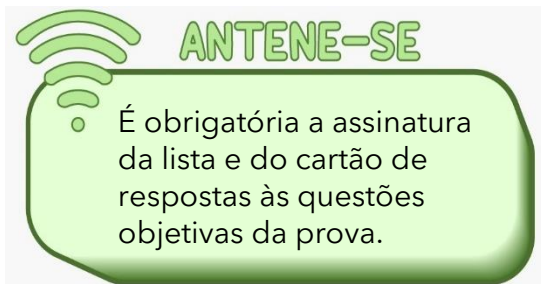 ANTENE-SE
É obrigatória a assinatura
da lista e do cartão de
respostas às questões
objetivas da prova.